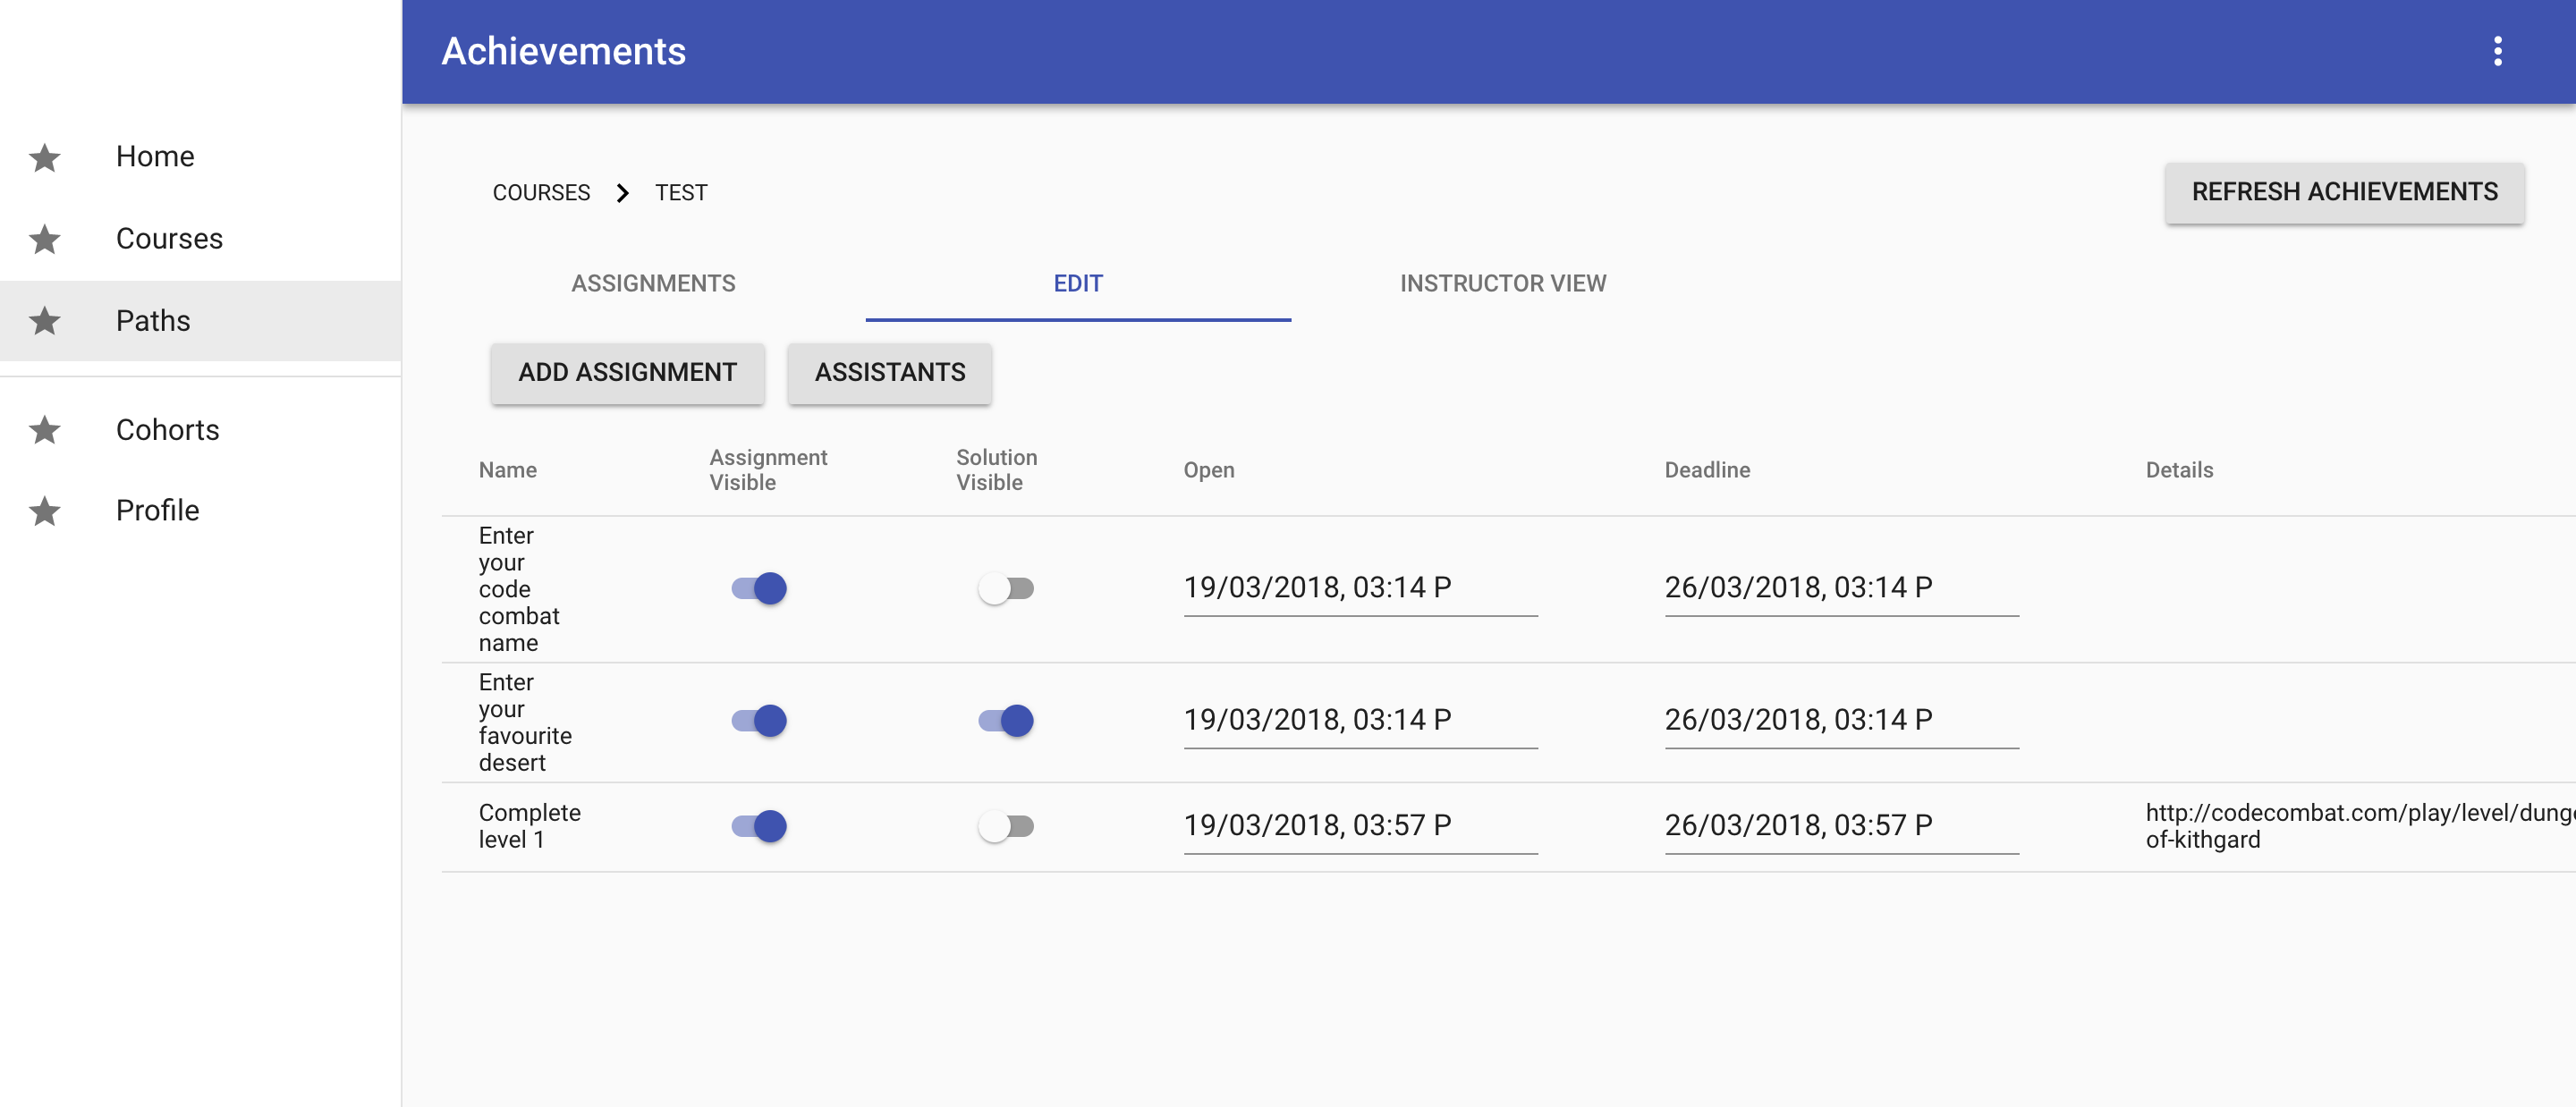 Achievements
Home
Courses
Paths
Cohorts
Profile
COURSES TEST
REFRESH ACHIEVEMENTS
ASSIGNMENTS EDIT INSTRUCTOR VIEW
ADD ASSIGNMENT ASSISTANTS
Name Assignment Visible Solution Visible Open Deadline Details
Enter
your
code
combat
name
19/03/2018, 03:14 P 26/03/2018, 03:14 P
Enter
your
favourite
desert
19/03/2018, 03:14 P 26/03/2018, 03:14 P
Complete
level 1
19/03/2018, 03:57 P 26/03/2018, 03:57 P
http://codecombat.com/play/level/dunge
of-kithgard